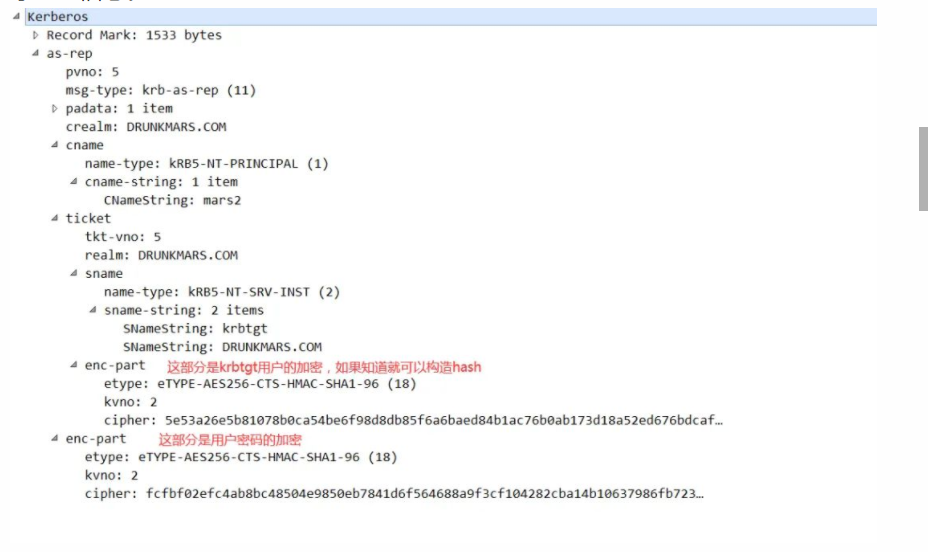 Kerberos
Record Mark: 1533 bytes
as-rep
pvno: 5
msg-type: krb-as-rep (11)
padata: 1 item
crealm: DRUNKMARS.COM
cname
name-type: kRB5-NT-PRINCIPAL (1)
cname-string: 1 item
CNameString: mars2
ticket
tkt-vno: 5
realm: DRUNKMARS.COM
sname
name-type: kRB5-NT-SRV-INST (2)
sname-string: 2 items
SNameString: krbtgt
SNameString: DRUNKMARS.COM
enc-part 这部分是krbtgt用户的加密，如果知道就可以构造hash
etype: eTYPE-AES256-CTS-HMAC-SHA1-96 (18)
kvno: 2
cipher: 5e53a26e5b81078b0ca54be6f98d8db85f6a6baed84b1ac76b0ab173d18a52ed676bdcaf…
enc-part 这部分是用户密码的加密
etype: eTYPE-AES256-CTS-HMAC-SHA1-96 (18)
kvno: 2
cipher: fcfbf02efc4ab8bc48504e9850eb7841d6f564688a9f3cf104282cba14b10637986fb723…